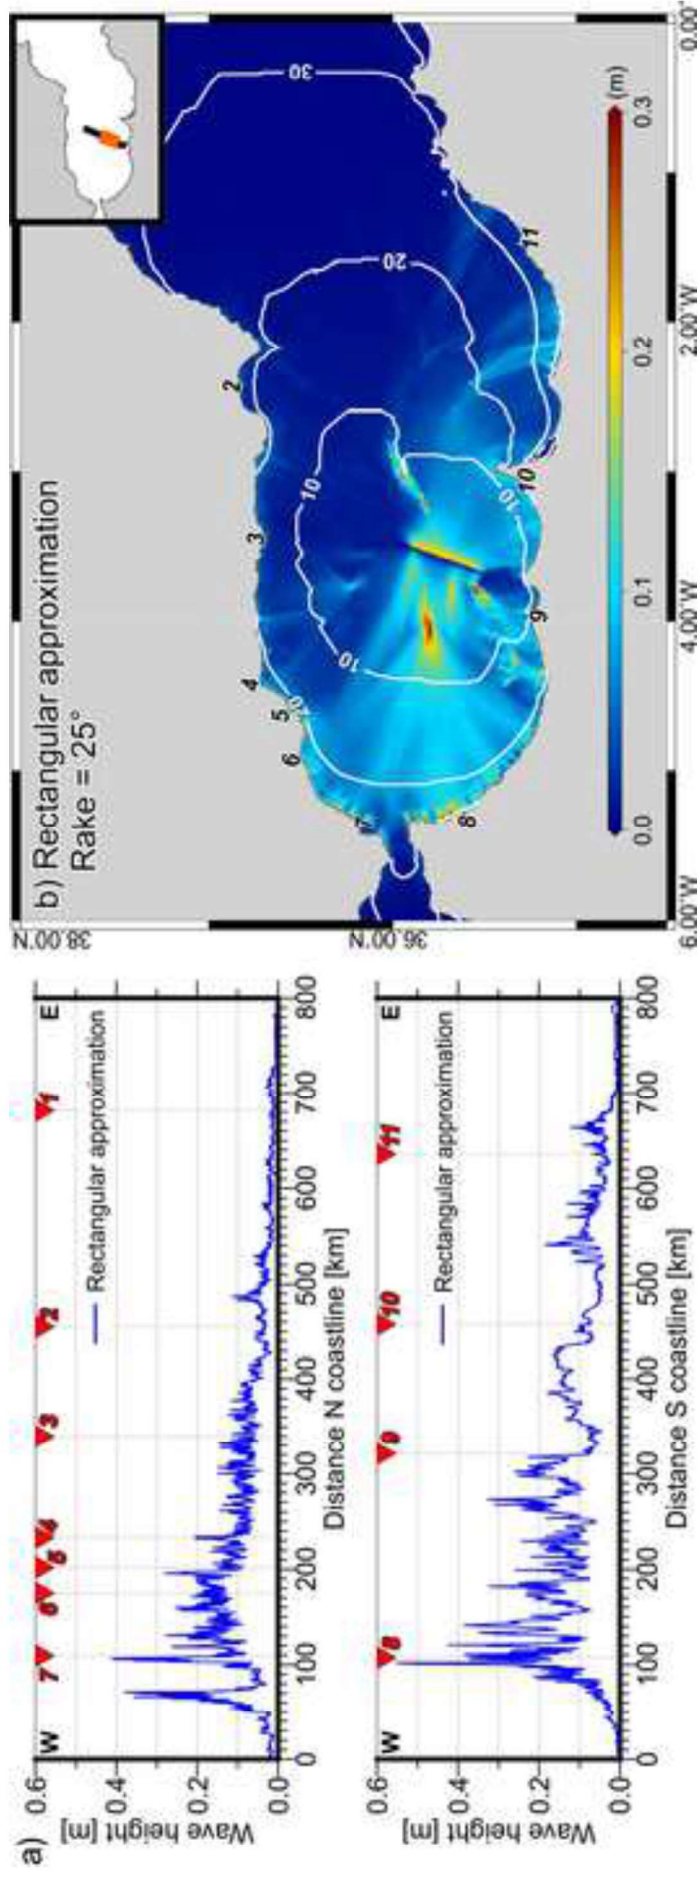 a)
0.6
0.4
0.2
0.0
Wave height [m]
W
E
7
6
5
4
3
2
1
Rectangular approximation
0 100 200 300 400 500 600 700 800
Distance N coastline [km]
0.6
0.4
0.2
0.0
Wave height [m]
W
E
8
9
10
11
Rectangular approximation
0 100 200 300 400 500 600 700 800
Distance S coastline [km]
b) Rectangular approximation
Rake = 25°
38.00°N
36.00°N
2
3
4
5
6
7
8
9
10
11
10
10
10
20
30
0.0 0.1 0.2 0.3 (m)
6.00°W 4.00°W 2.00°W 0.00°